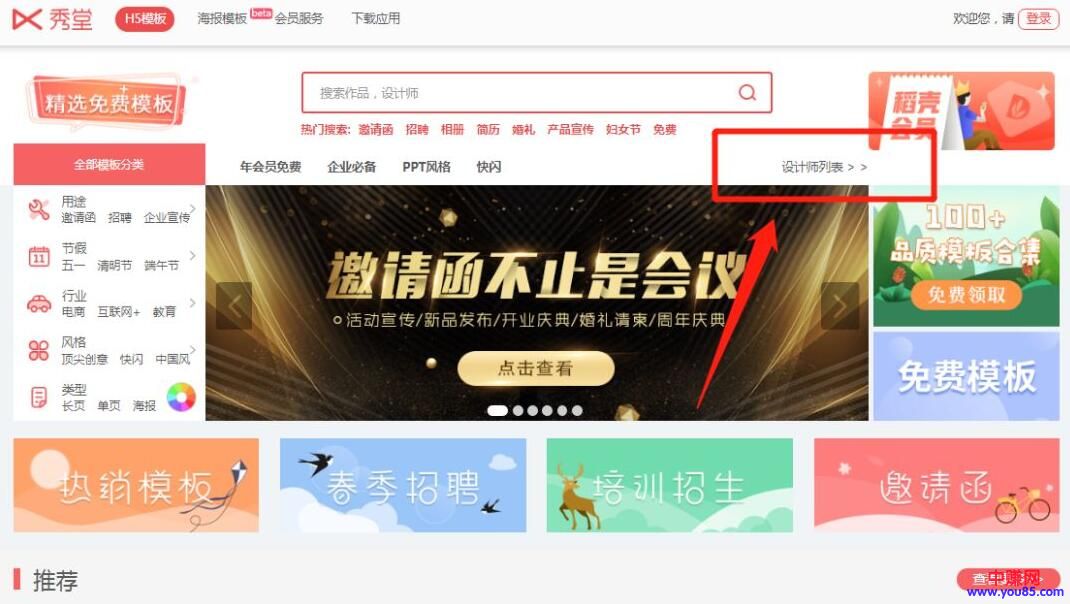 秀堂 H5模板 海报模板 beta 会员服务 下载应用 欢迎您，请 登录
精选免费模板
搜索作品，设计师
热门搜索: 邀请函 招聘 相册 简历 婚礼 产品宣传 妇女节 免费
稻壳
会员
全部模板分类 年会员免费 企业必备 PPT风格 快闪 设计师列表 > >
用途
邀请函 招聘 企业宣传
节假
五一 清明节 端午节
行业
电商 互联网+ 教育
风格
顶尖创意 快闪 中国风
类型
长页 单页 海报
邀请函不止是会议
活动宣传/新品发布/开业庆典/婚礼请柬/周年庆典
点击查看
100+
品质模板合集
免费领取
免费模板
热销模板 春季招聘 培训招生 邀请函
推荐
中赚网
www.you85.com